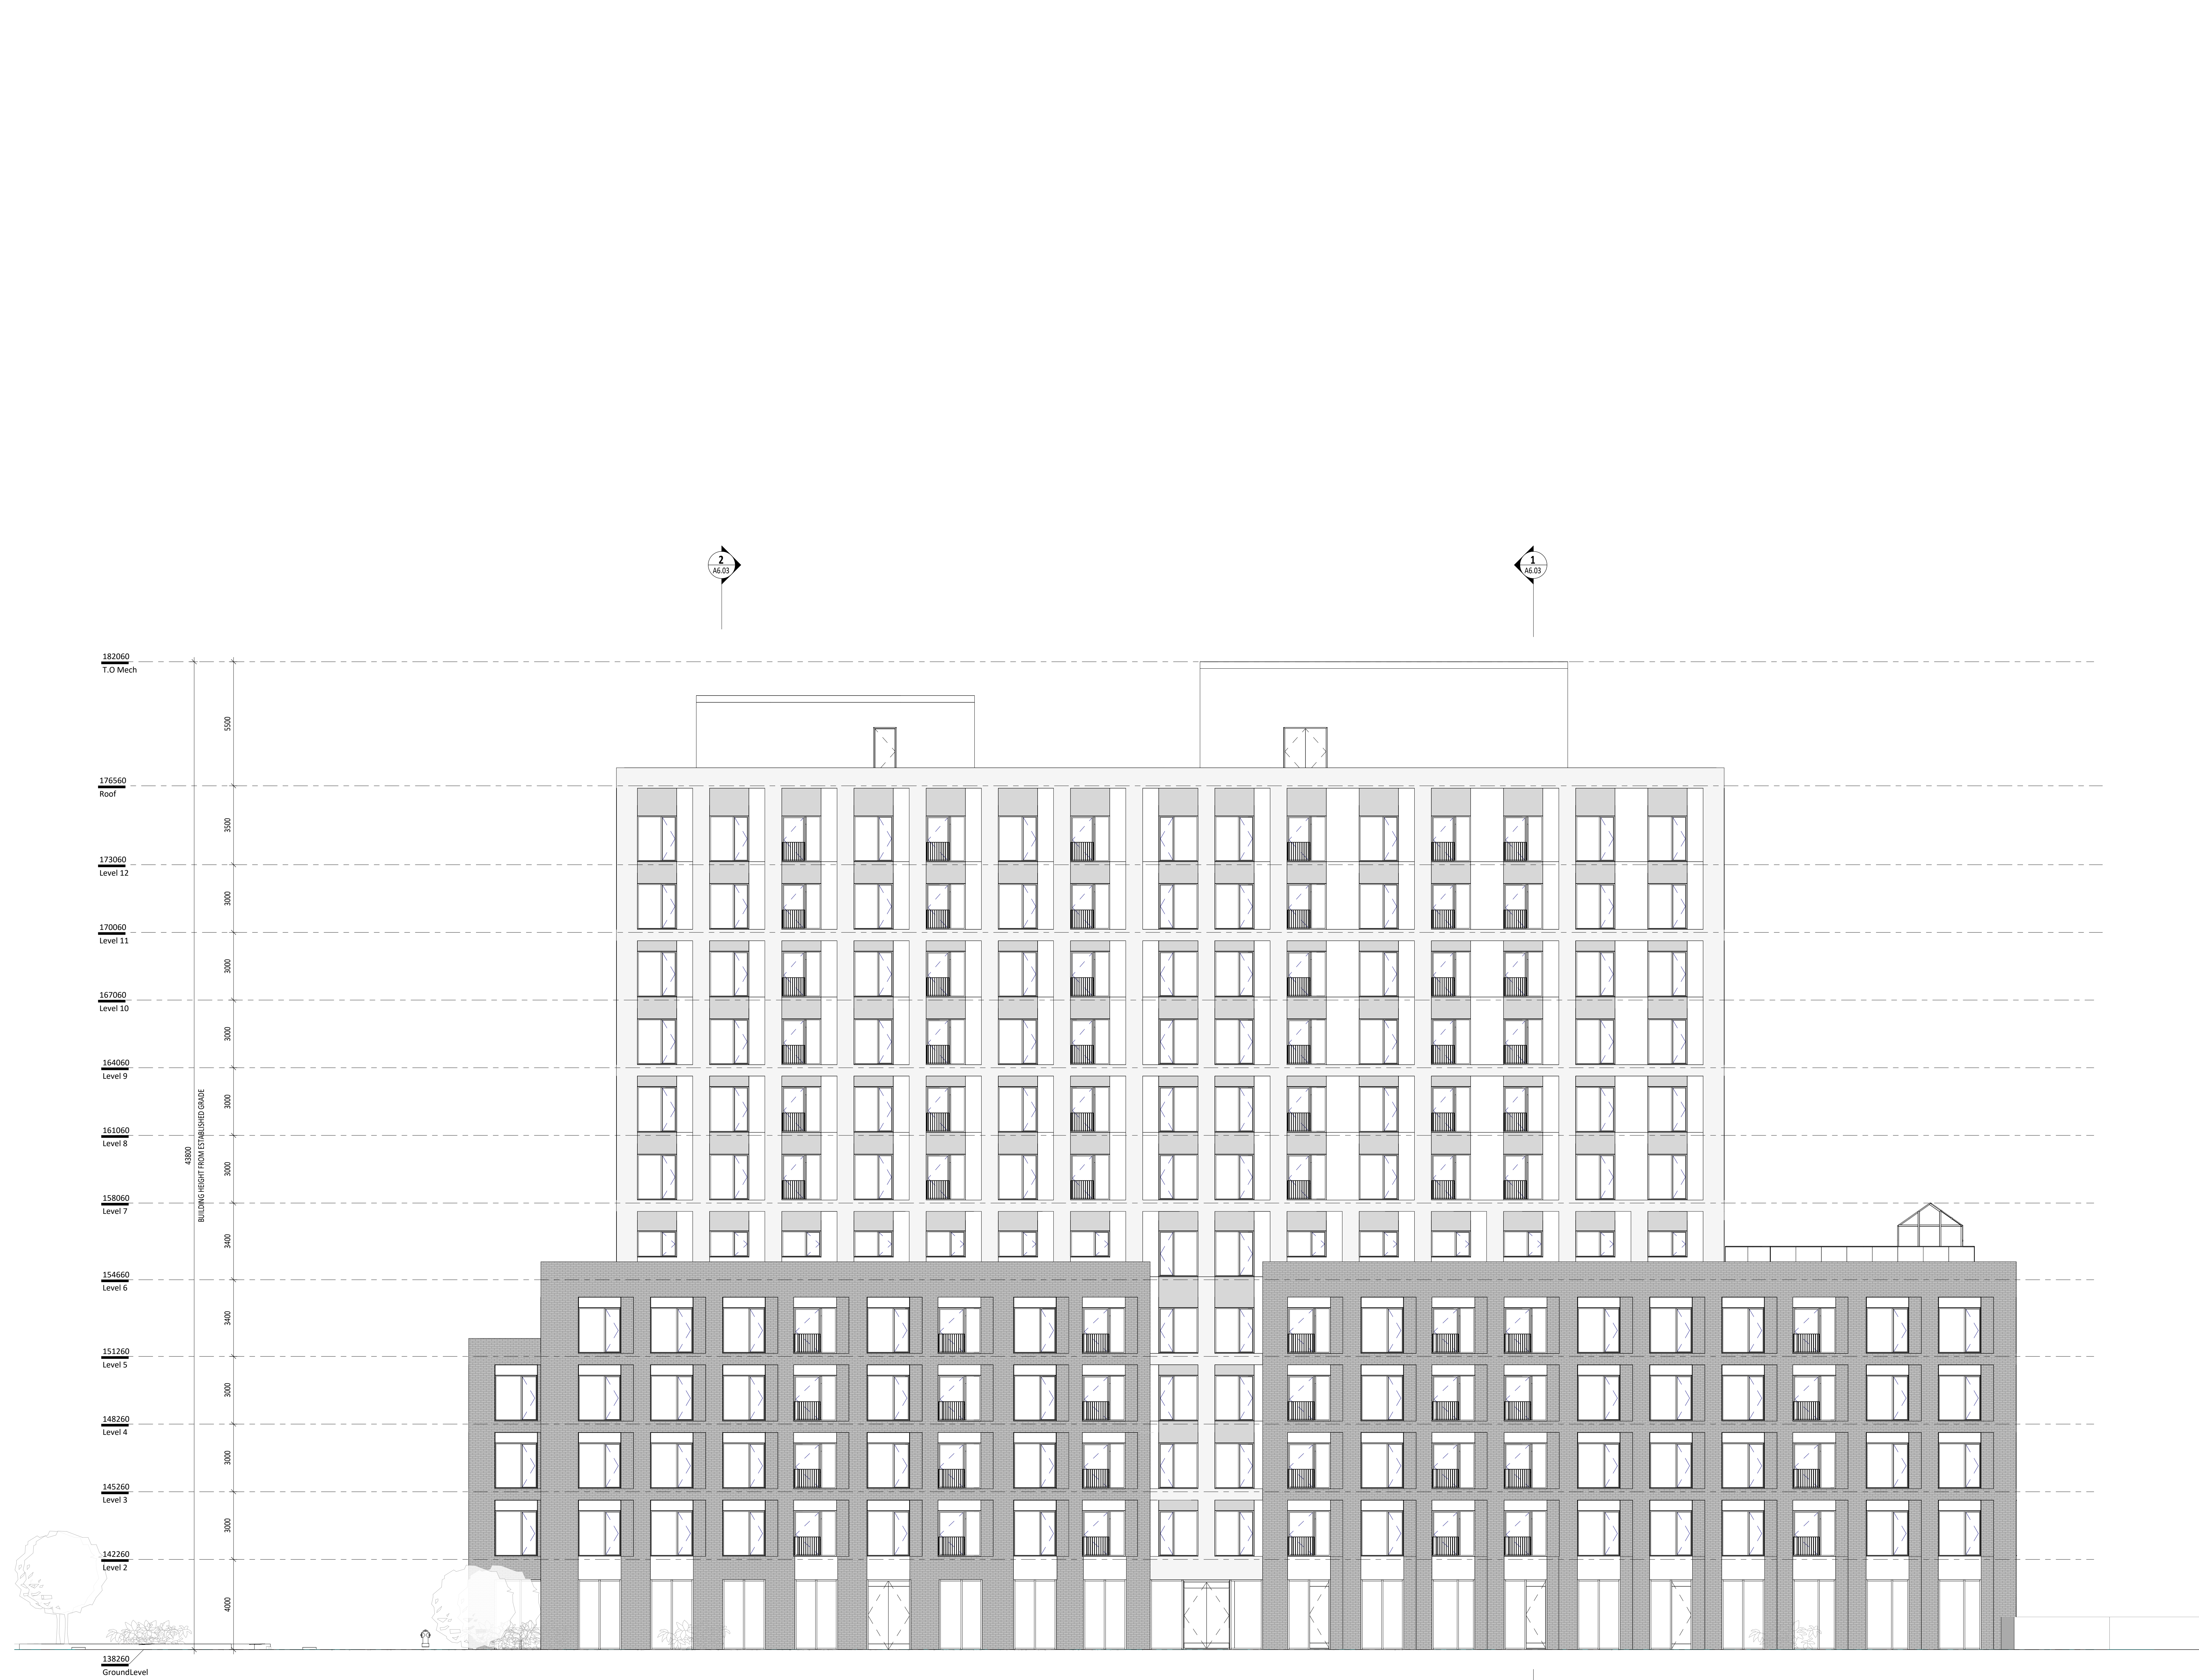 2
A6.03
1
A6.03
182060
T.O Mech
5500
176560
Roof
3500
173060
Level 12
3000
170060
Level 11
3000
167060
Level 10
3000
164060
Level 9
3000
161060
Level 8
43800
BUILDING HEIGHT FROM ESTABLISHED GRADE
3000
158060
Level 7
3400
154660
Level 6
3400
151260
Level 5
3000
148260
Level 4
3000
145260
Level 3
3000
142260
Level 2
4000
138260
GroundLevel